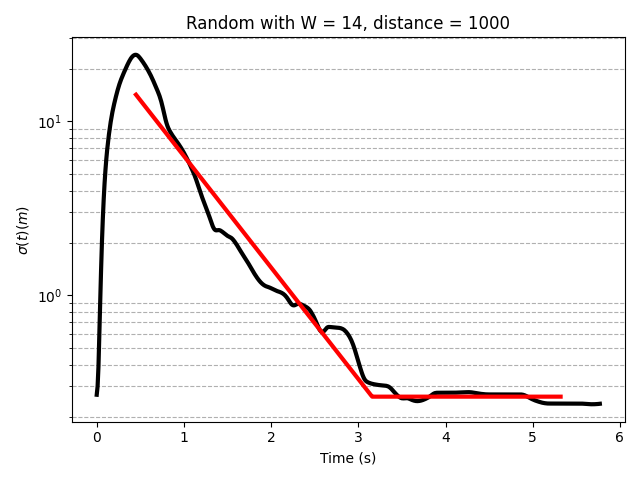 Random with W = 14, distance = 1000
σ(t)(m)
10¹
10⁰
0 1 2 3 4 5 6
Time (s)